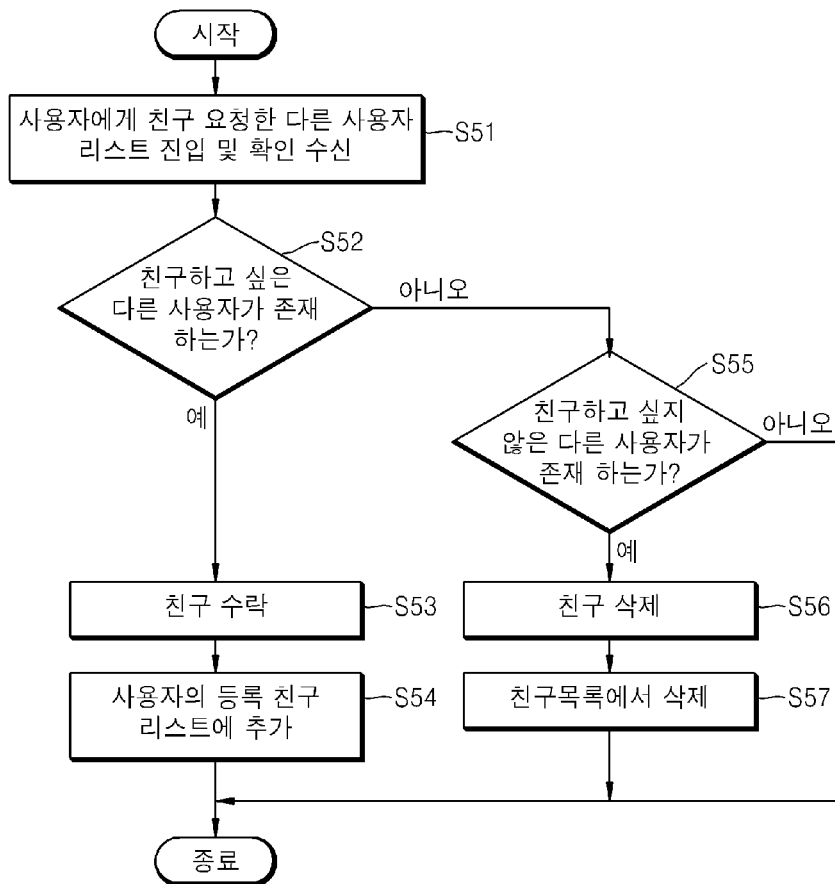 시작
사용자에게 친구 요청한 다른 사용자
리스트 진입 및 확인 수신
S51
S52
친구하고 싶은
다른 사용자가 존재
하는가?
아니오
예
S55
친구하고 싶지
않은 다른 사용자가
존재 하는가?
아니오
예
친구 수락
S53
친구 삭제
S56
사용자의 등록 친구
리스트에 추가
S54
친구목록에서 삭제
S57
종료